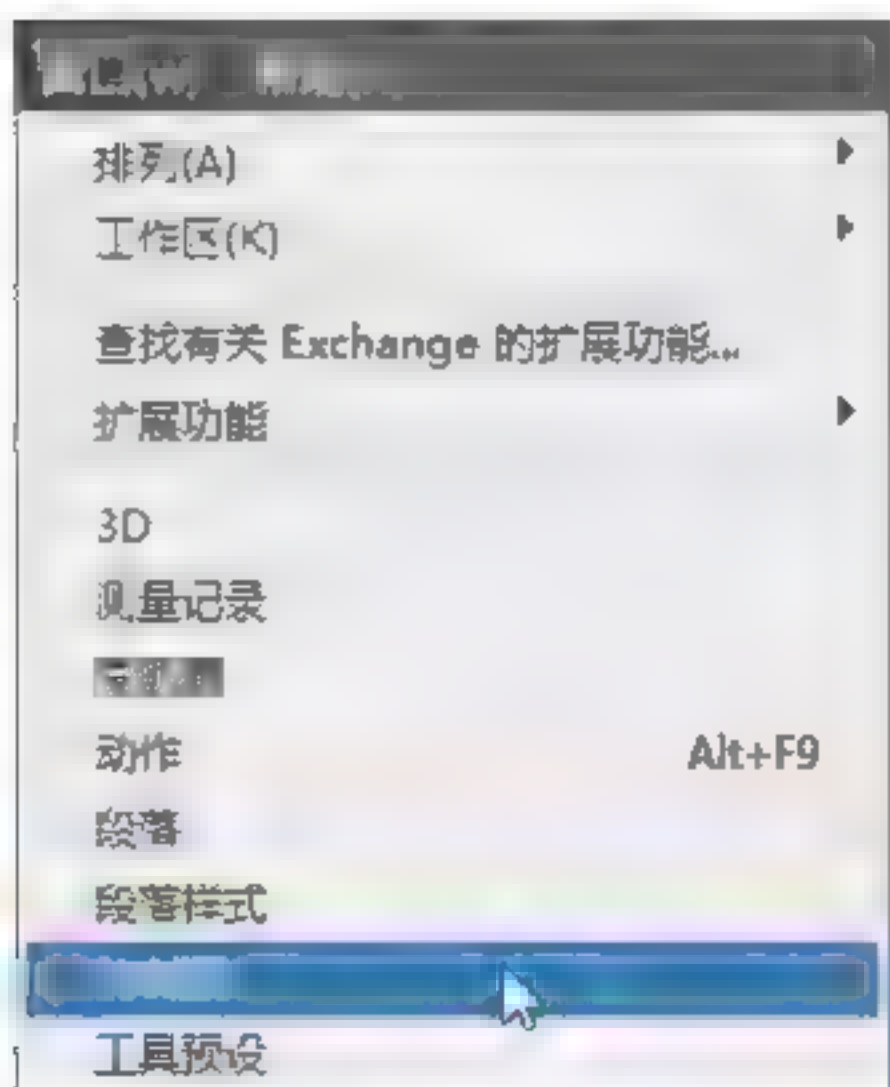 排列(A)
工作区(K)
查找有关 Exchange 的扩展功能...
扩展功能
3D
测量记录
动作 Alt+F9
段落
段落样式
工具预设